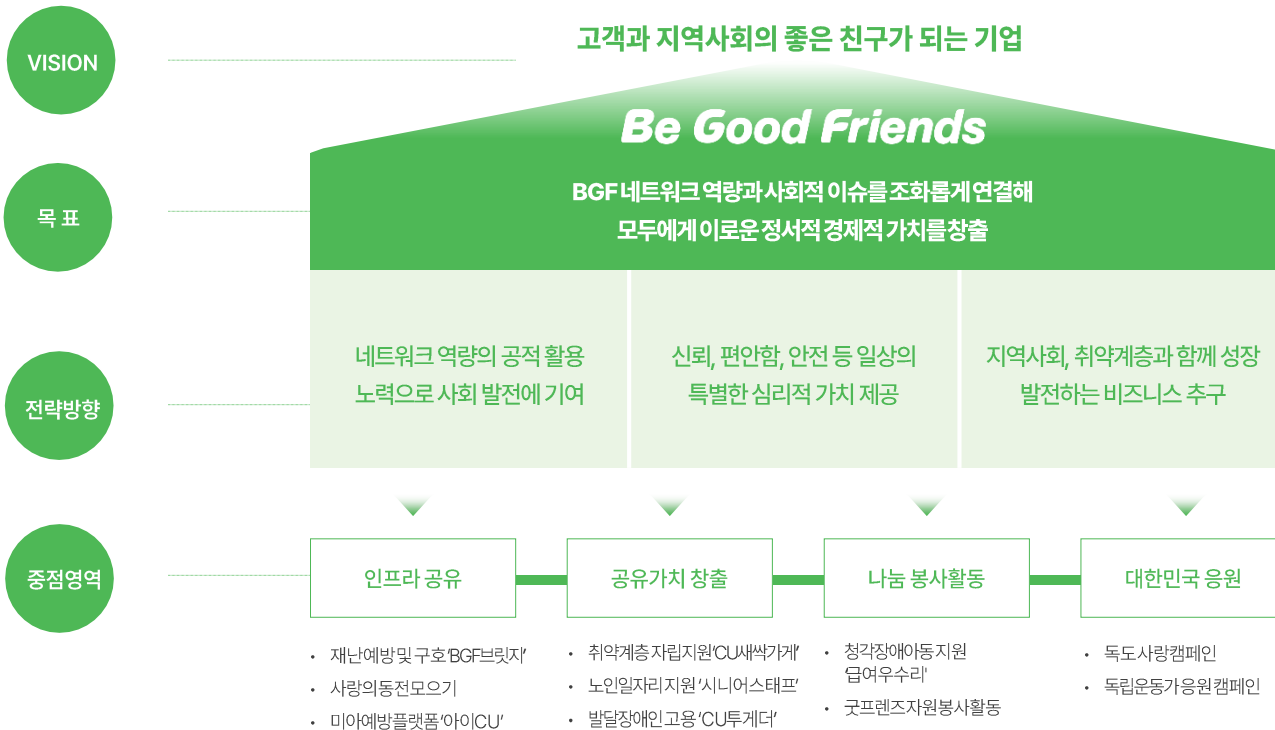 VISION
고객과 지역사회의 좋은 친구가 되는 기업
Be Good Friends
목 표
BGF 네트워크 역량과 사회적 이슈를 조화롭게 연결해
모두에게 이로운 정서적 경제적 가치를 창출
전략방향
네트워크 역량의 공적 활용
노력으로 사회 발전에 기여
신뢰, 편안함, 안전 등 일상의
특별한 심리적 가치 제공
지역사회, 취약계층과 함께 성장
발전하는 비즈니스 추구
중점영역
인프라 공유
• 재난예방 및 구호 'BGF브릿지'
• 사랑의 동전 모으기
• 미아예방 플랫폼 '아이CU'
공유가치 창출
• 취약계층 자립지원 'CU새싹가게'
• 노인일자리 지원 '시니어 스태프'
• 발달장애인 고용 'CU투게더'
나눔 봉사활동
• 청각장애아동 지원
'급여우수리'
• 굿프렌즈 자원봉사활동
대한민국 응원
• 독도 사랑 캠페인
• 독립운동가 응원 캠페인